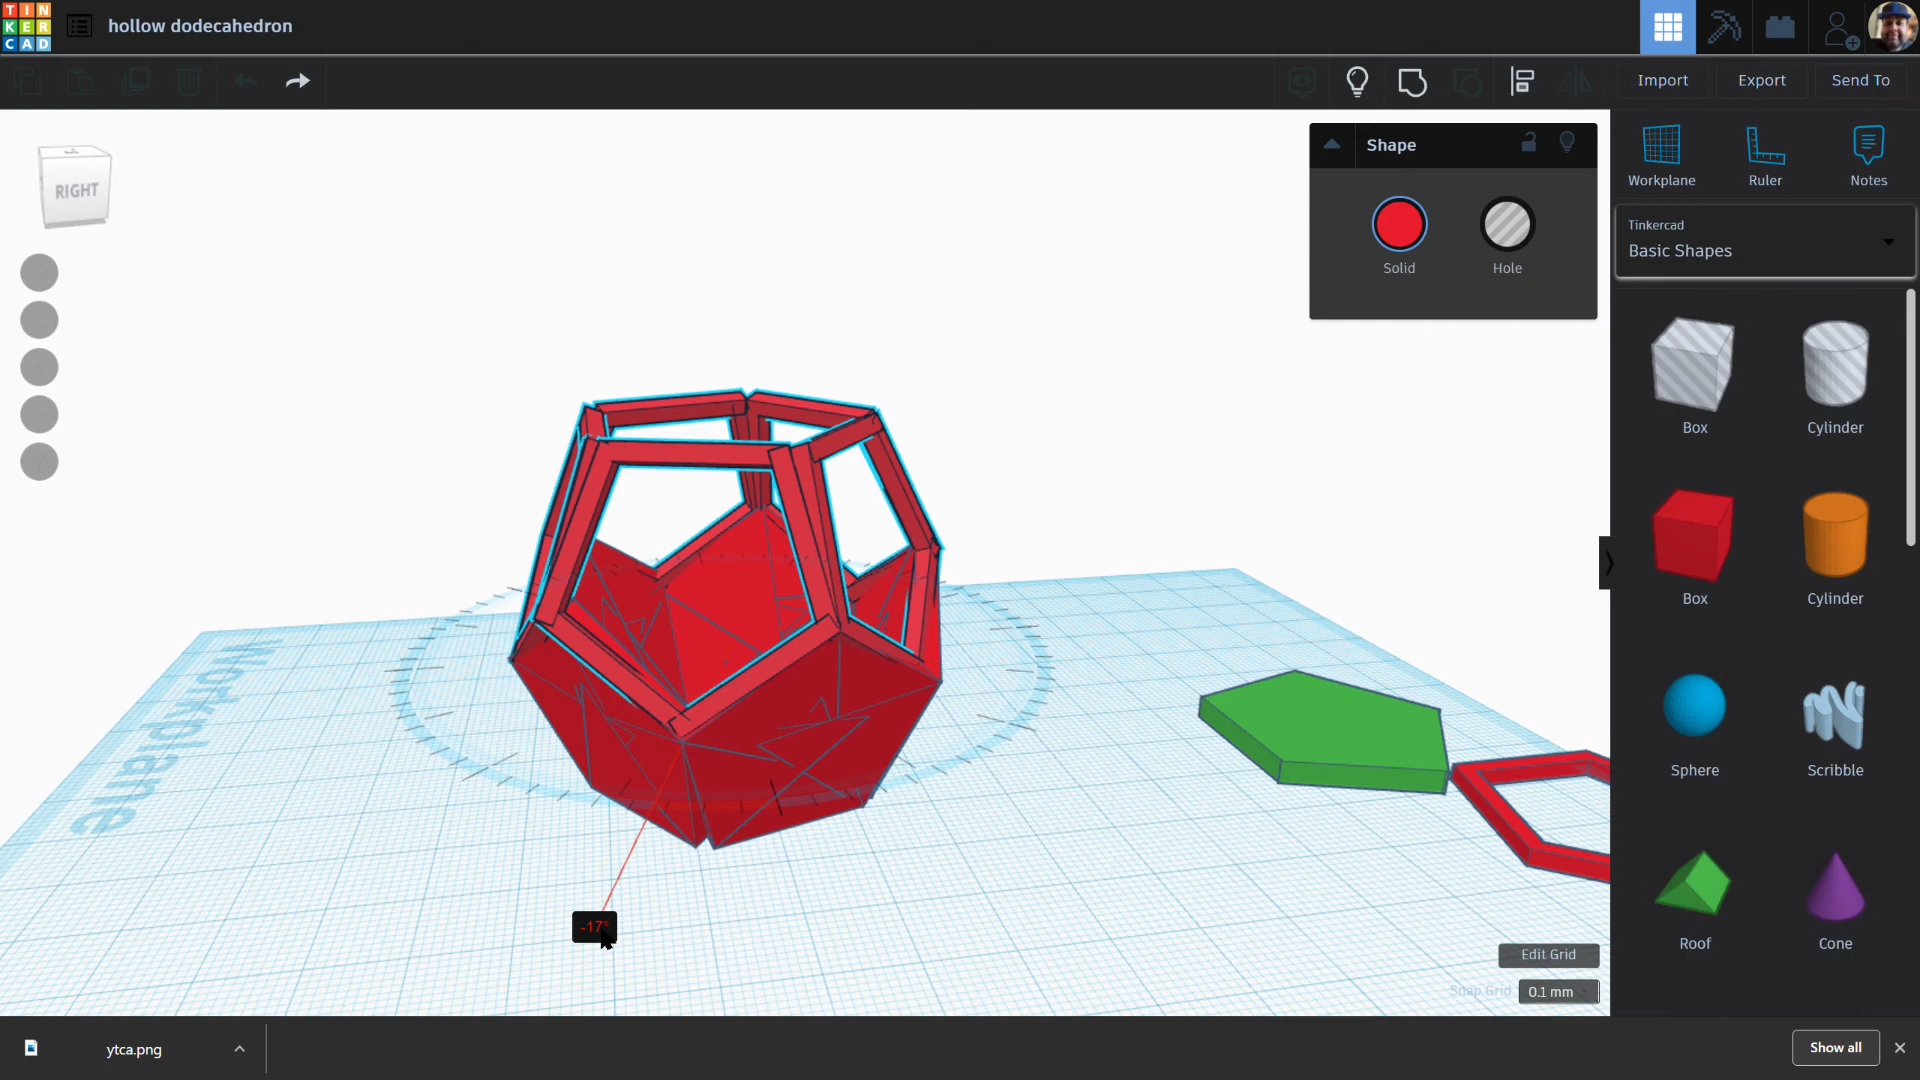 TIN
KER
CAD
hollow dodecahedron
Import
Export
Send To
RIGHT
Shape
Solid
Hole
Workplane
Ruler
Notes
Tinkercad
Basic Shapes
Box
Cylinder
Box
Cylinder
Sphere
Scribble
Roof
Cone
Workplane
-17°
Edit Grid
Snap Grid
0.1 mm
ytca.png
Show all